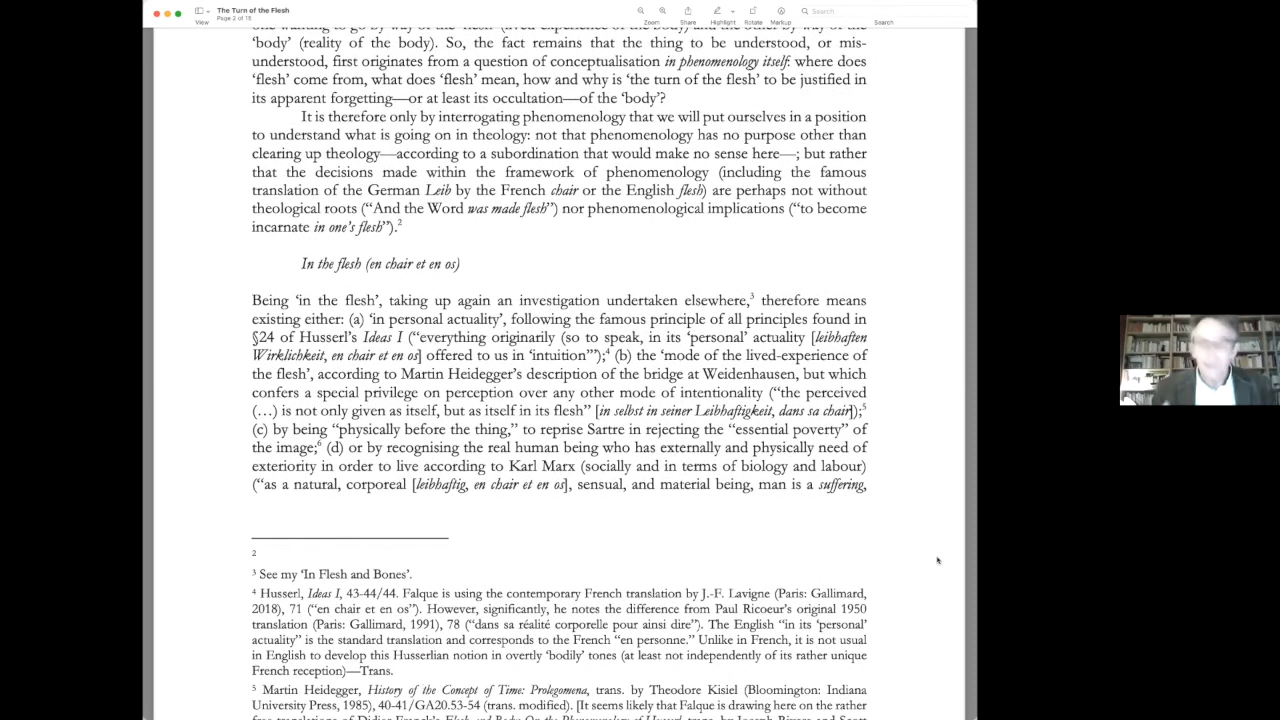 The Turn of the Flesh
Page 2 of 15
View
Zoom
Share
Highlight
Rotate
Markup
Search
Search
'body' (reality of the body). So, the fact remains that the thing to be understood, or mis-
understood, first originates from a question of conceptualisation in phenomenology itself: where does
'flesh' come from, what does 'flesh' mean, how and why is 'the turn of the flesh' to be justified in
its apparent forgetting—or at least its occultation—of the 'body'?
It is therefore only by interrogating phenomenology that we will put ourselves in a position
to understand what is going on in theology: not that phenomenology has no purpose other than
clearing up theology—according to a subordination that would make no sense here—; but rather
that the decisions made within the framework of phenomenology (including the famous
translation of the German Leib by the French chair or the English flesh) are perhaps not without
theological roots ("And the Word was made flesh") nor phenomenological implications ("to become
incarnate in one's flesh").2
In the flesh (en chair et en os)
Being 'in the flesh', taking up again an investigation undertaken elsewhere,3 therefore means
existing either: (a) 'in personal actuality', following the famous principle of all principles found in
§24 of Husserl's Ideas I ("everything originarily (so to speak, in its 'personal' actuality [leibhaften
Wirklichkeit, en chair et en os] offered to us in 'intuition'");4 (b) the 'mode of the lived-experience of
the flesh', according to Martin Heidegger's description of the bridge at Weidenhausen, but which
confers a special privilege on perception over any other mode of intentionality ("the perceived
(…) is not only given as itself, but as itself in its flesh" [in selbst in seiner Leibhaftigkeit, dans sa chair]);5
(c) by being "physically before the thing," to reprise Sartre in rejecting the "essential poverty" of
the image;6 (d) or by recognising the real human being who has externally and physically need of
exteriority in order to live according to Karl Marx (socially and in terms of biology and labour)
("as a natural, corporeal [leibhaftig, en chair et en os], sensual, and material being, man is a suffering,
2
3 See my 'In Flesh and Bones'.
4 Husserl, Ideas I, 43-44/44. Falque is using the contemporary French translation by J.-F. Lavigne (Paris: Gallimard,
2018), 71 ("en chair et en os"). However, significantly, he notes the difference from Paul Ricoeur's original 1950
translation (Paris: Gallimard, 1991), 78 ("dans sa réalité corporelle pour ainsi dire"). The English "in its 'personal'
actuality" is the standard translation and corresponds to the French "en personne." Unlike in French, it is not usual
in English to develop this Husserlian notion in overtly 'bodily' tones (at least not independently of its rather unique
French reception)—Trans.
5 Martin Heidegger, History of the Concept of Time: Prolegomena, trans. by Theodore Kisiel (Bloomington: Indiana
University Press, 1985), 40-41/GA20.53-54 (trans. modified). [It seems likely that Falque is drawing here on the rather